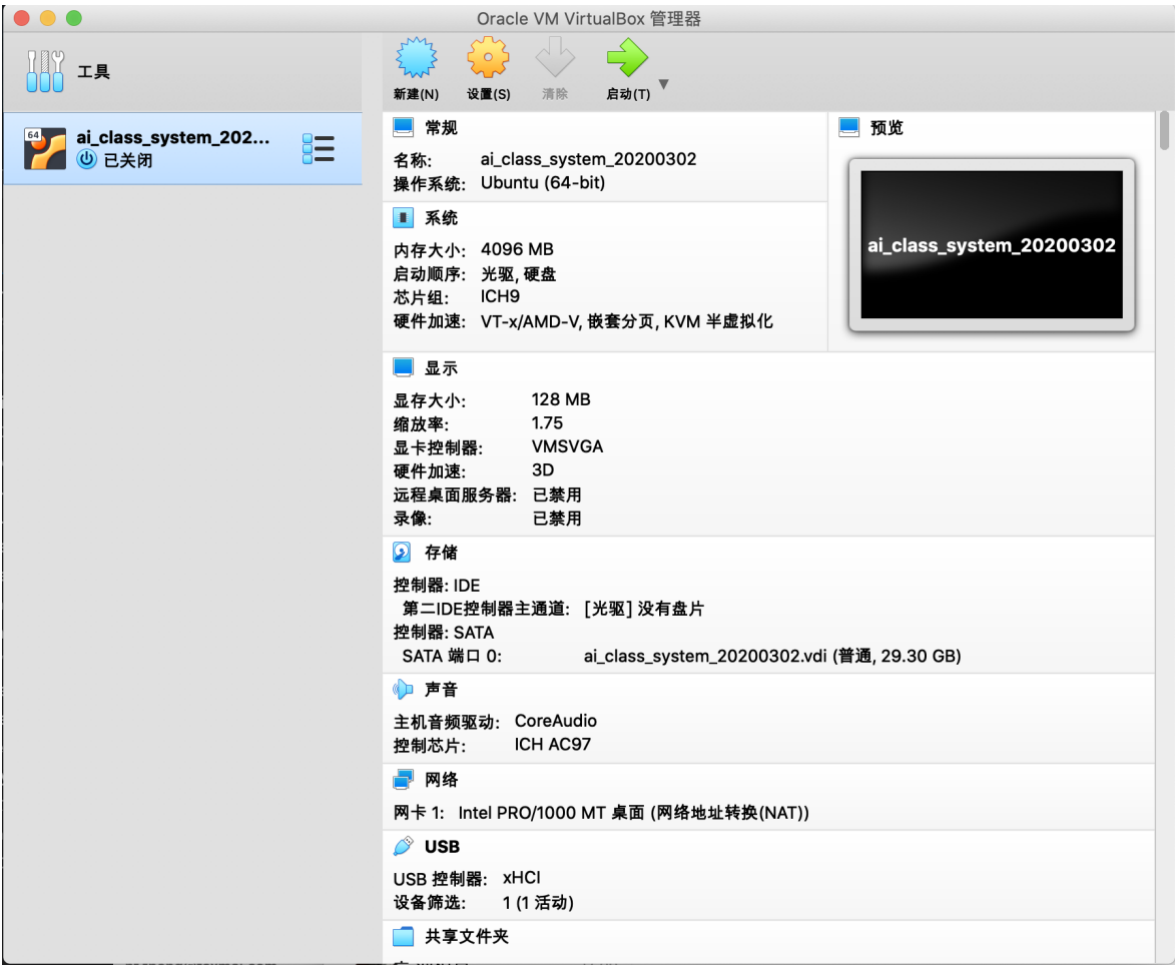 Oracle VM VirtualBox 管理器
工具
新建(N)
设置(S)
清除
启动(T)
64
ai_class_system_202...
已关闭
常规
名称: ai_class_system_20200302
操作系统: Ubuntu (64-bit)
预览
ai_class_system_20200302
系统
内存大小: 4096 MB
启动顺序: 光驱, 硬盘
芯片组: ICH9
硬件加速: VT-x/AMD-V, 嵌套分页, KVM 半虚拟化
显示
显存大小: 128 MB
缩放率: 1.75
显卡控制器: VMSVGA
硬件加速: 3D
远程桌面服务器: 已禁用
录像: 已禁用
存储
控制器: IDE
第二IDE控制器主通道: [光驱] 没有盘片
控制器: SATA
SATA 端口 0: ai_class_system_20200302.vdi (普通, 29.30 GB)
声音
主机音频驱动: CoreAudio
控制芯片: ICH AC97
网络
网卡 1: Intel PRO/1000 MT 桌面 (网络地址转换(NAT))
USB
USB 控制器: xHCI
设备筛选: 1 (1 活动)
共享文件夹